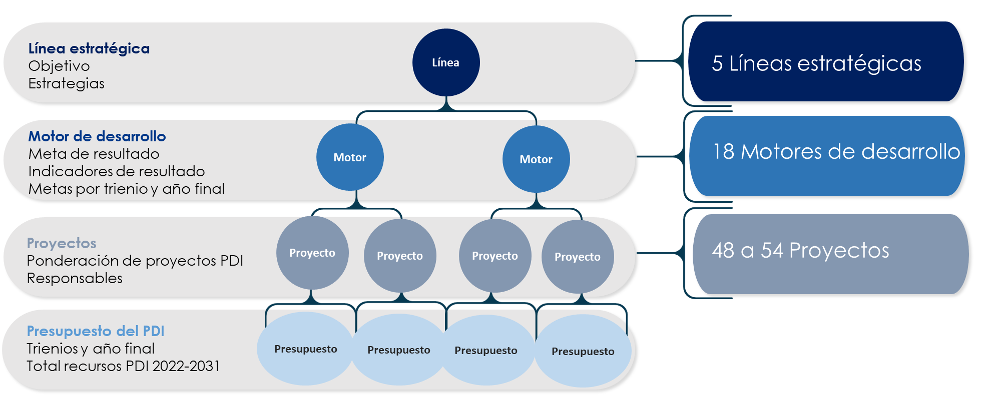 Línea estratégica
Objetivo
Estrategias
Línea
5 Líneas estratégicas
Motor de desarrollo
Meta de resultado
Indicadores de resultado
Metas por trienio y año final
Motor
Motor
18 Motores de desarrollo
Proyectos
Ponderación de proyectos PDI
Responsables
Proyecto
Proyecto
Proyecto
Proyecto
48 a 54 Proyectos
Presupuesto del PDI
Trienios y año final
Total recursos PDI 2022-2031
Presupuesto
Presupuesto
Presupuesto
Presupuesto